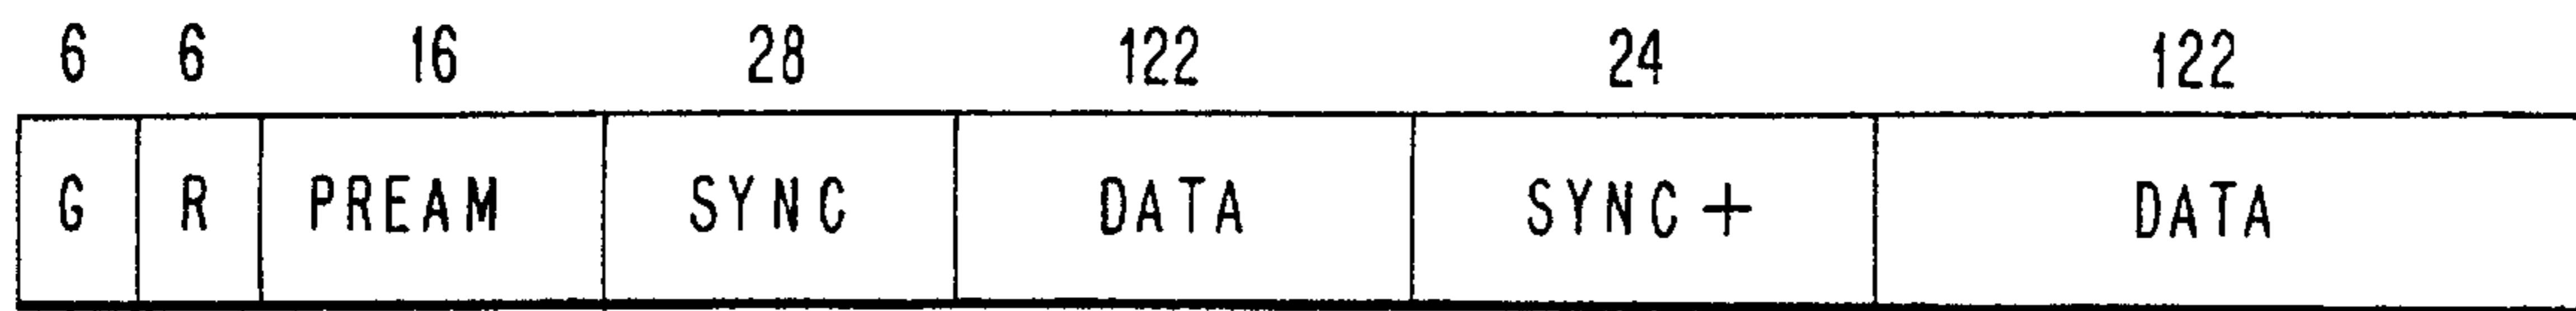 6 6 16 28 122 24 122
G R PREAM SYNC DATA SYNC+ DATA